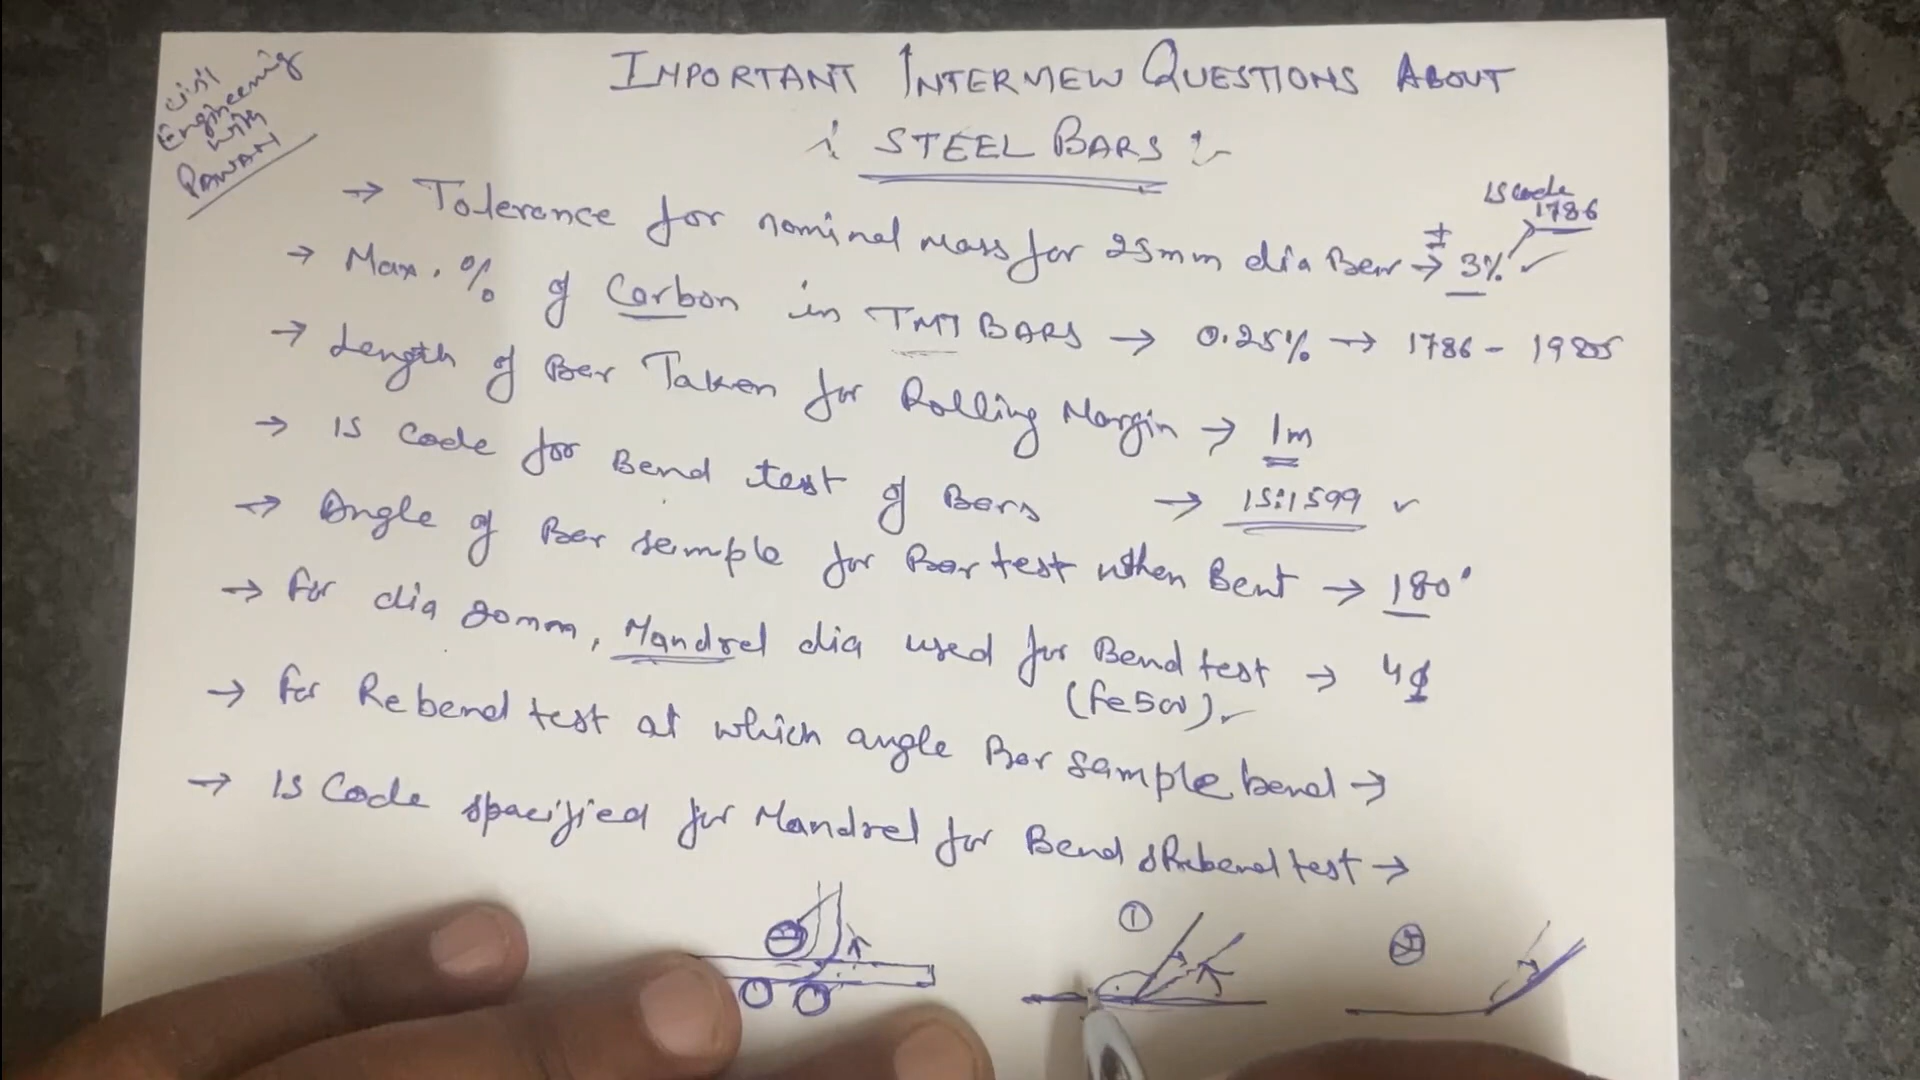 Civil
Engineering
with
PAWAN
IMPORTANT INTERVIEW QUESTIONS ABOUT
STEEL BARS :-
IS code
1786
→ Tolerance for nominal mass for 25mm dia Bar → ± 3% ✓
→ Max. % of Carbon in TMT BARS → 0.25% → 1786 - 1985
→ Length of Bar Taken for Rolling Margin → 1m
→ IS Code for Bend test of Bars → IS:1599 ✓
→ Angle of Bar sample for Bar test when Bent → 180°
→ For dia 20mm, Mandrel dia used for Bend test → 4ϕ
(Fe500) ✓
→ For Rebend test at which angle Bar sample bend →
→ IS Code specified for Mandrel for Bend & Rebend test →
①